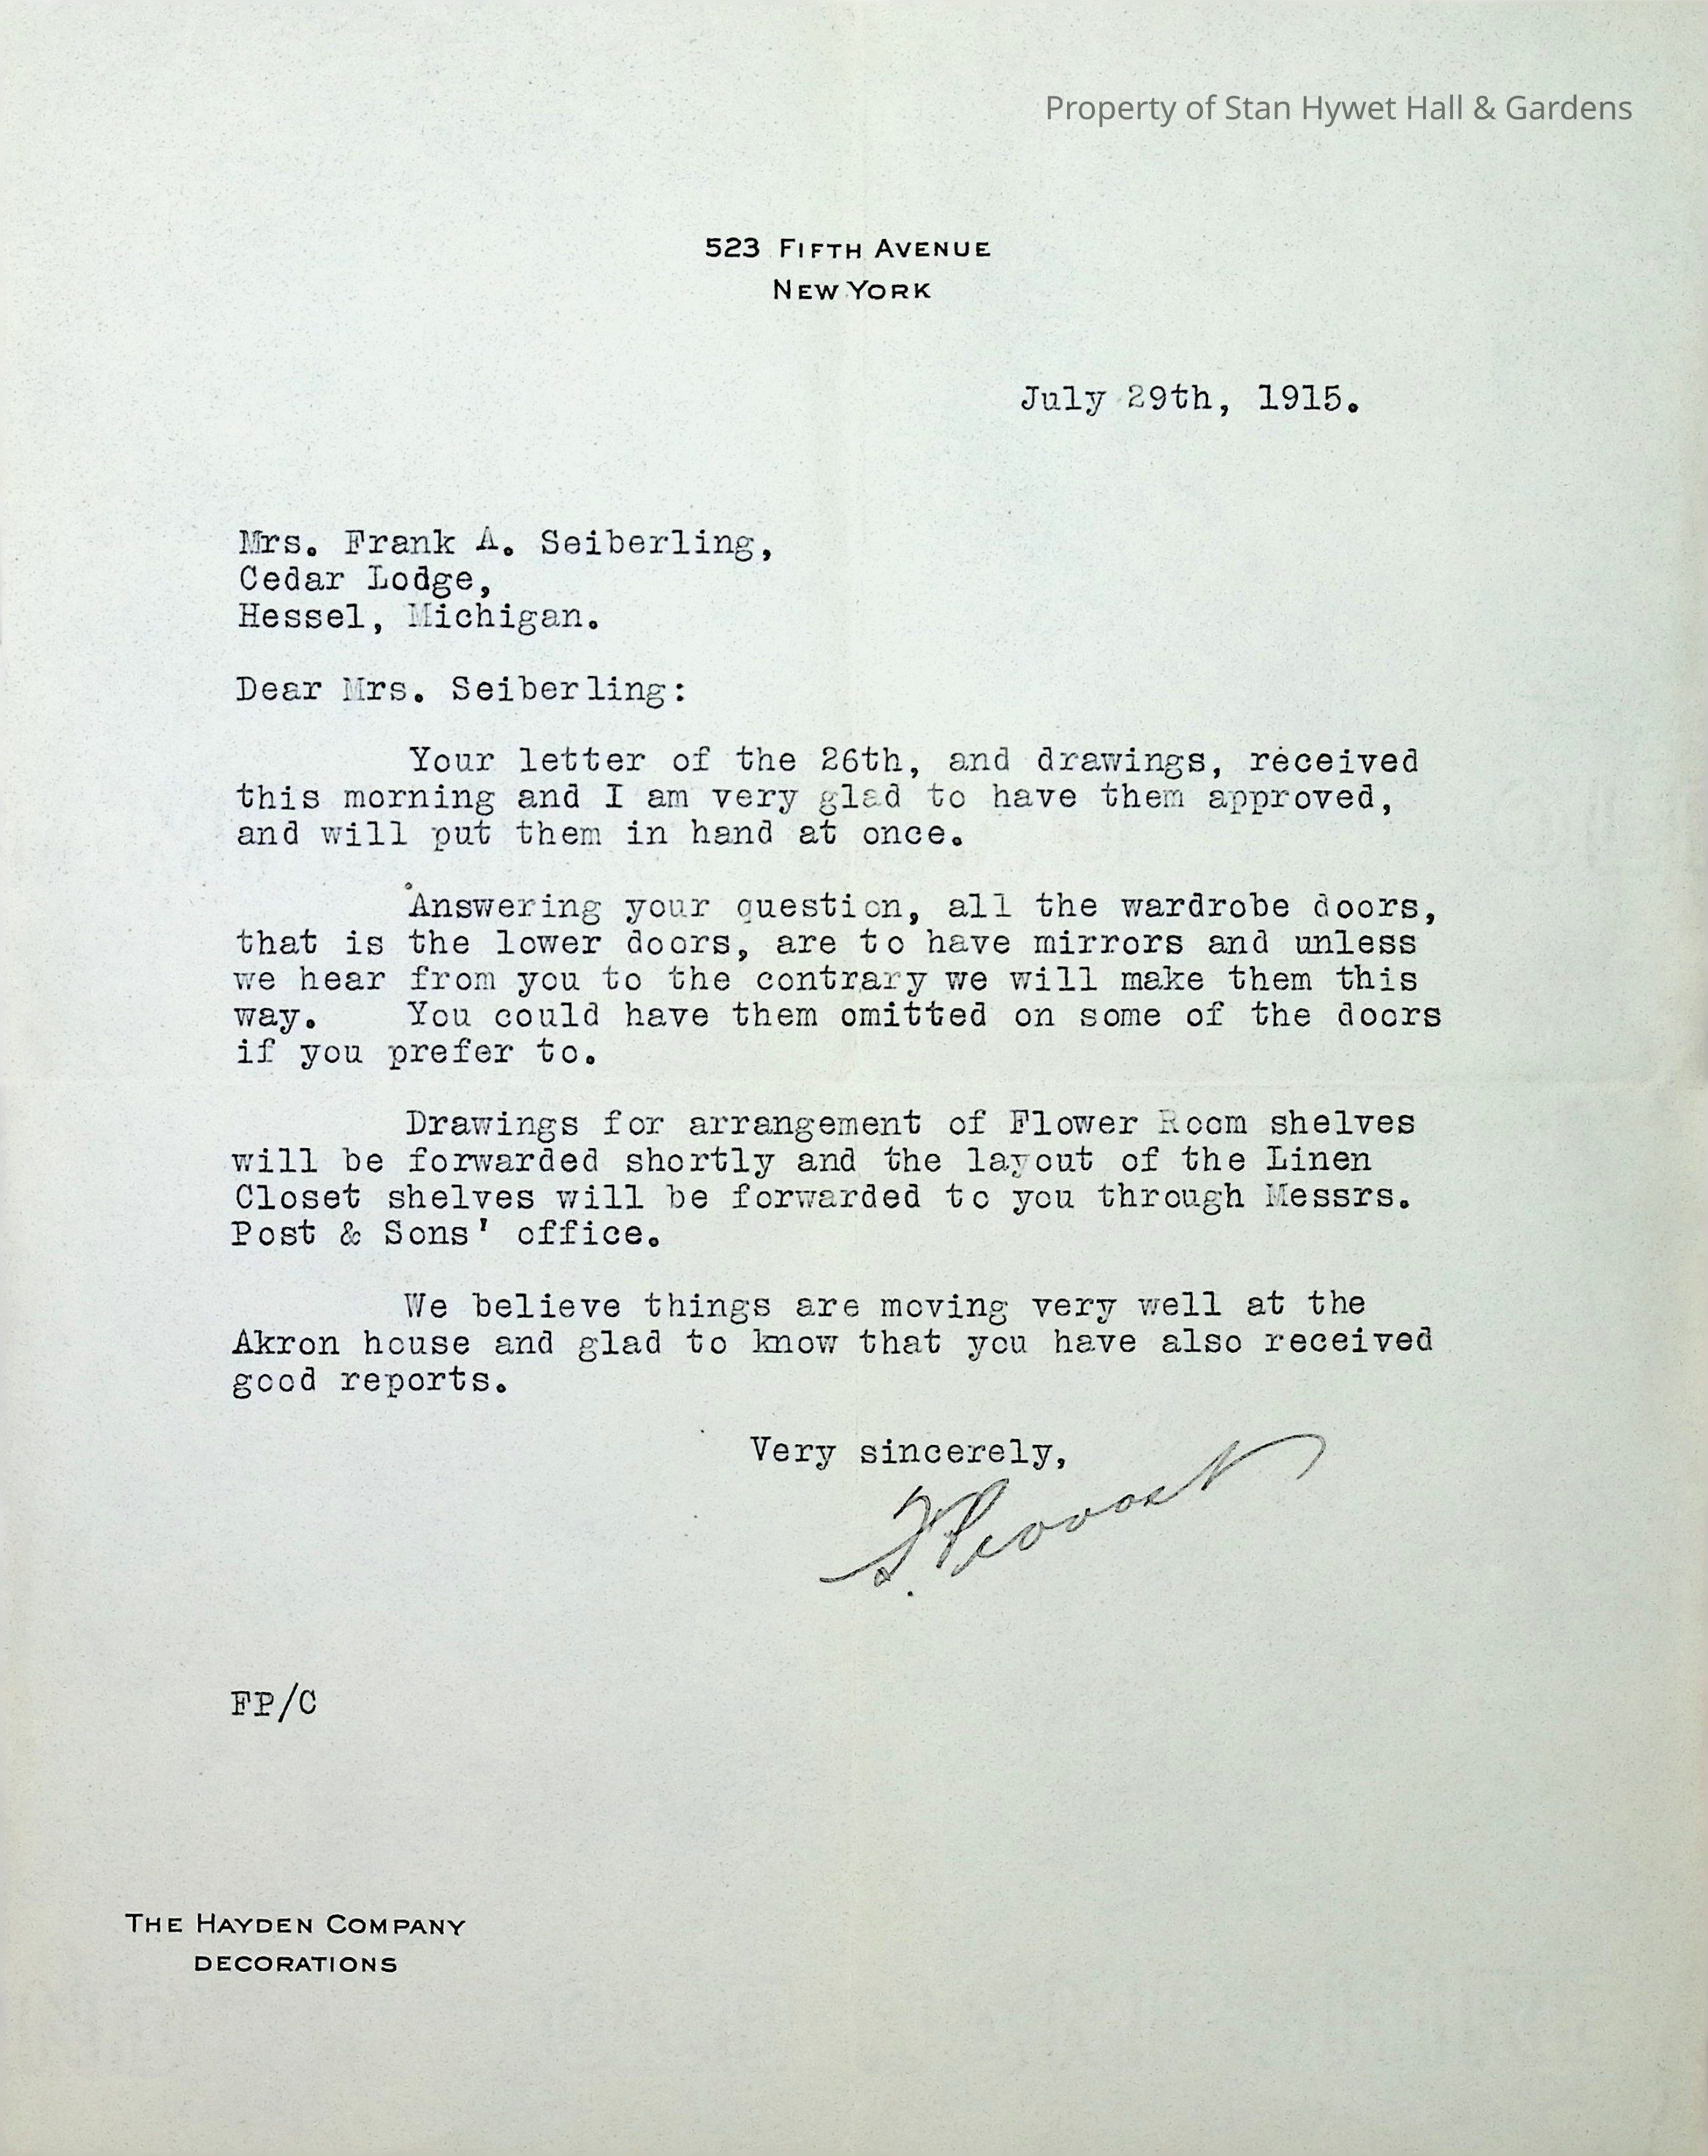 Property of Stan Hywet Hall & Gardens
523 Fifth Avenue
New York
July 29th, 1915.
Mrs. Frank A. Seiberling,
Cedar Lodge,
Hessel, Michigan.
Dear Mrs. Seiberling:
Your letter of the 26th, and drawings, received
this morning and I am very glad to have them approved,
and will put them in hand at once.
Answering your question, all the wardrobe doors,
that is the lower doors, are to have mirrors and unless
we hear from you to the contrary we will make them this
way. You could have them omitted on some of the doors
if you prefer to.
Drawings for arrangement of Flower Room shelves
will be forwarded shortly and the layout of the Linen
Closet shelves will be forwarded to you through Messrs.
Post & Sons' office.
We believe things are moving very well at the
Akron house and glad to know that you have also received
good reports.
Very sincerely,
F. Provost
FP/C
The Hayden Company
DECORATIONS